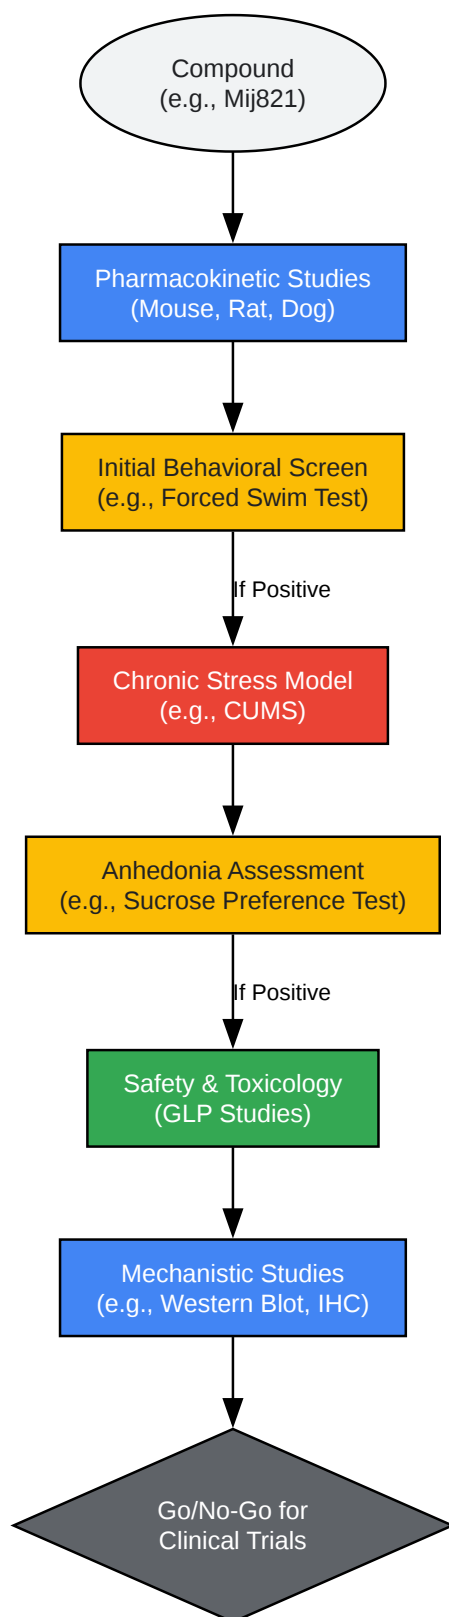 Compound
(e.g., Mij821)
Pharmacokinetic Studies
(Mouse, Rat, Dog)
Initial Behavioral Screen
(e.g., Forced Swim Test)
If Positive
Chronic Stress Model
(e.g., CUMS)
Anhedonia Assessment
(e.g., Sucrose Preference Test)
If Positive
Safety & Toxicology
(GLP Studies)
Mechanistic Studies
(e.g., Western Blot, IHC)
Go/No-Go for
Clinical Trials